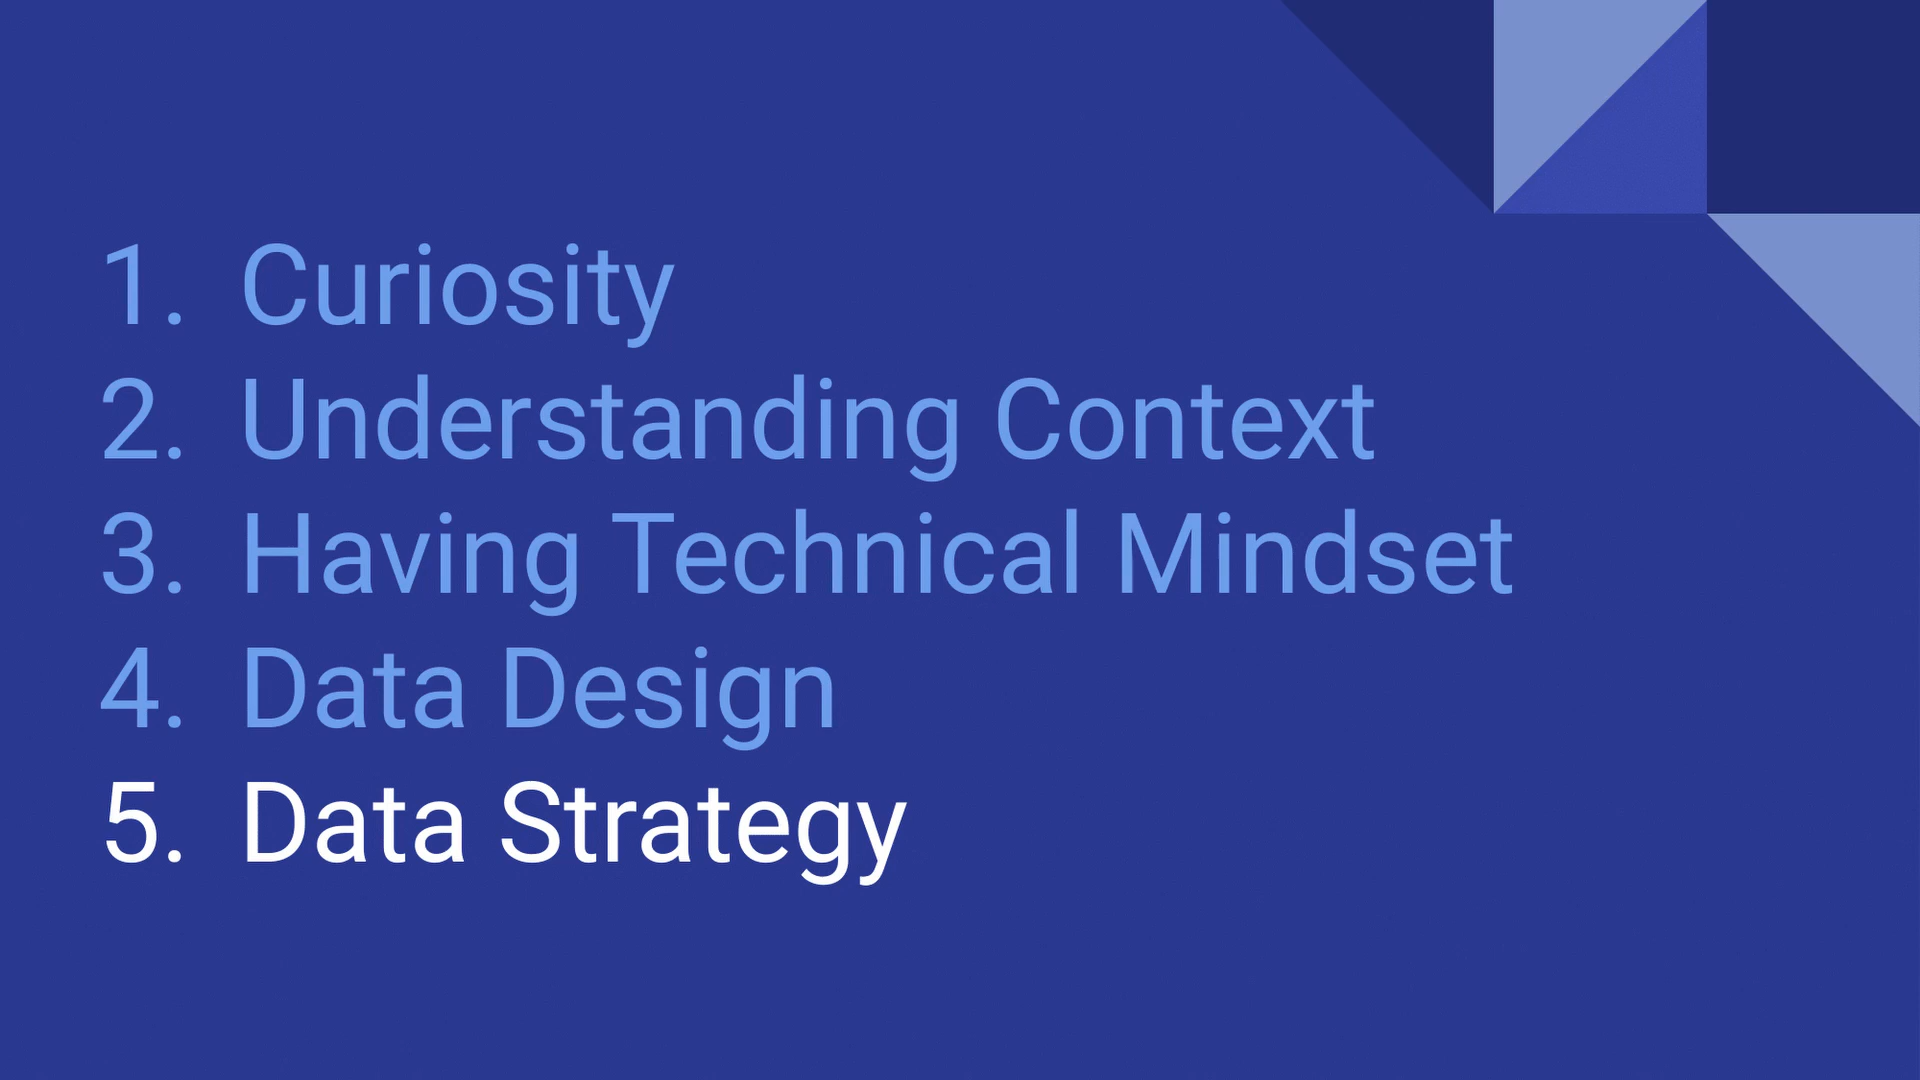 1. Curiosity
2. Understanding Context
3. Having Technical Mindset
4. Data Design
5. Data Strategy